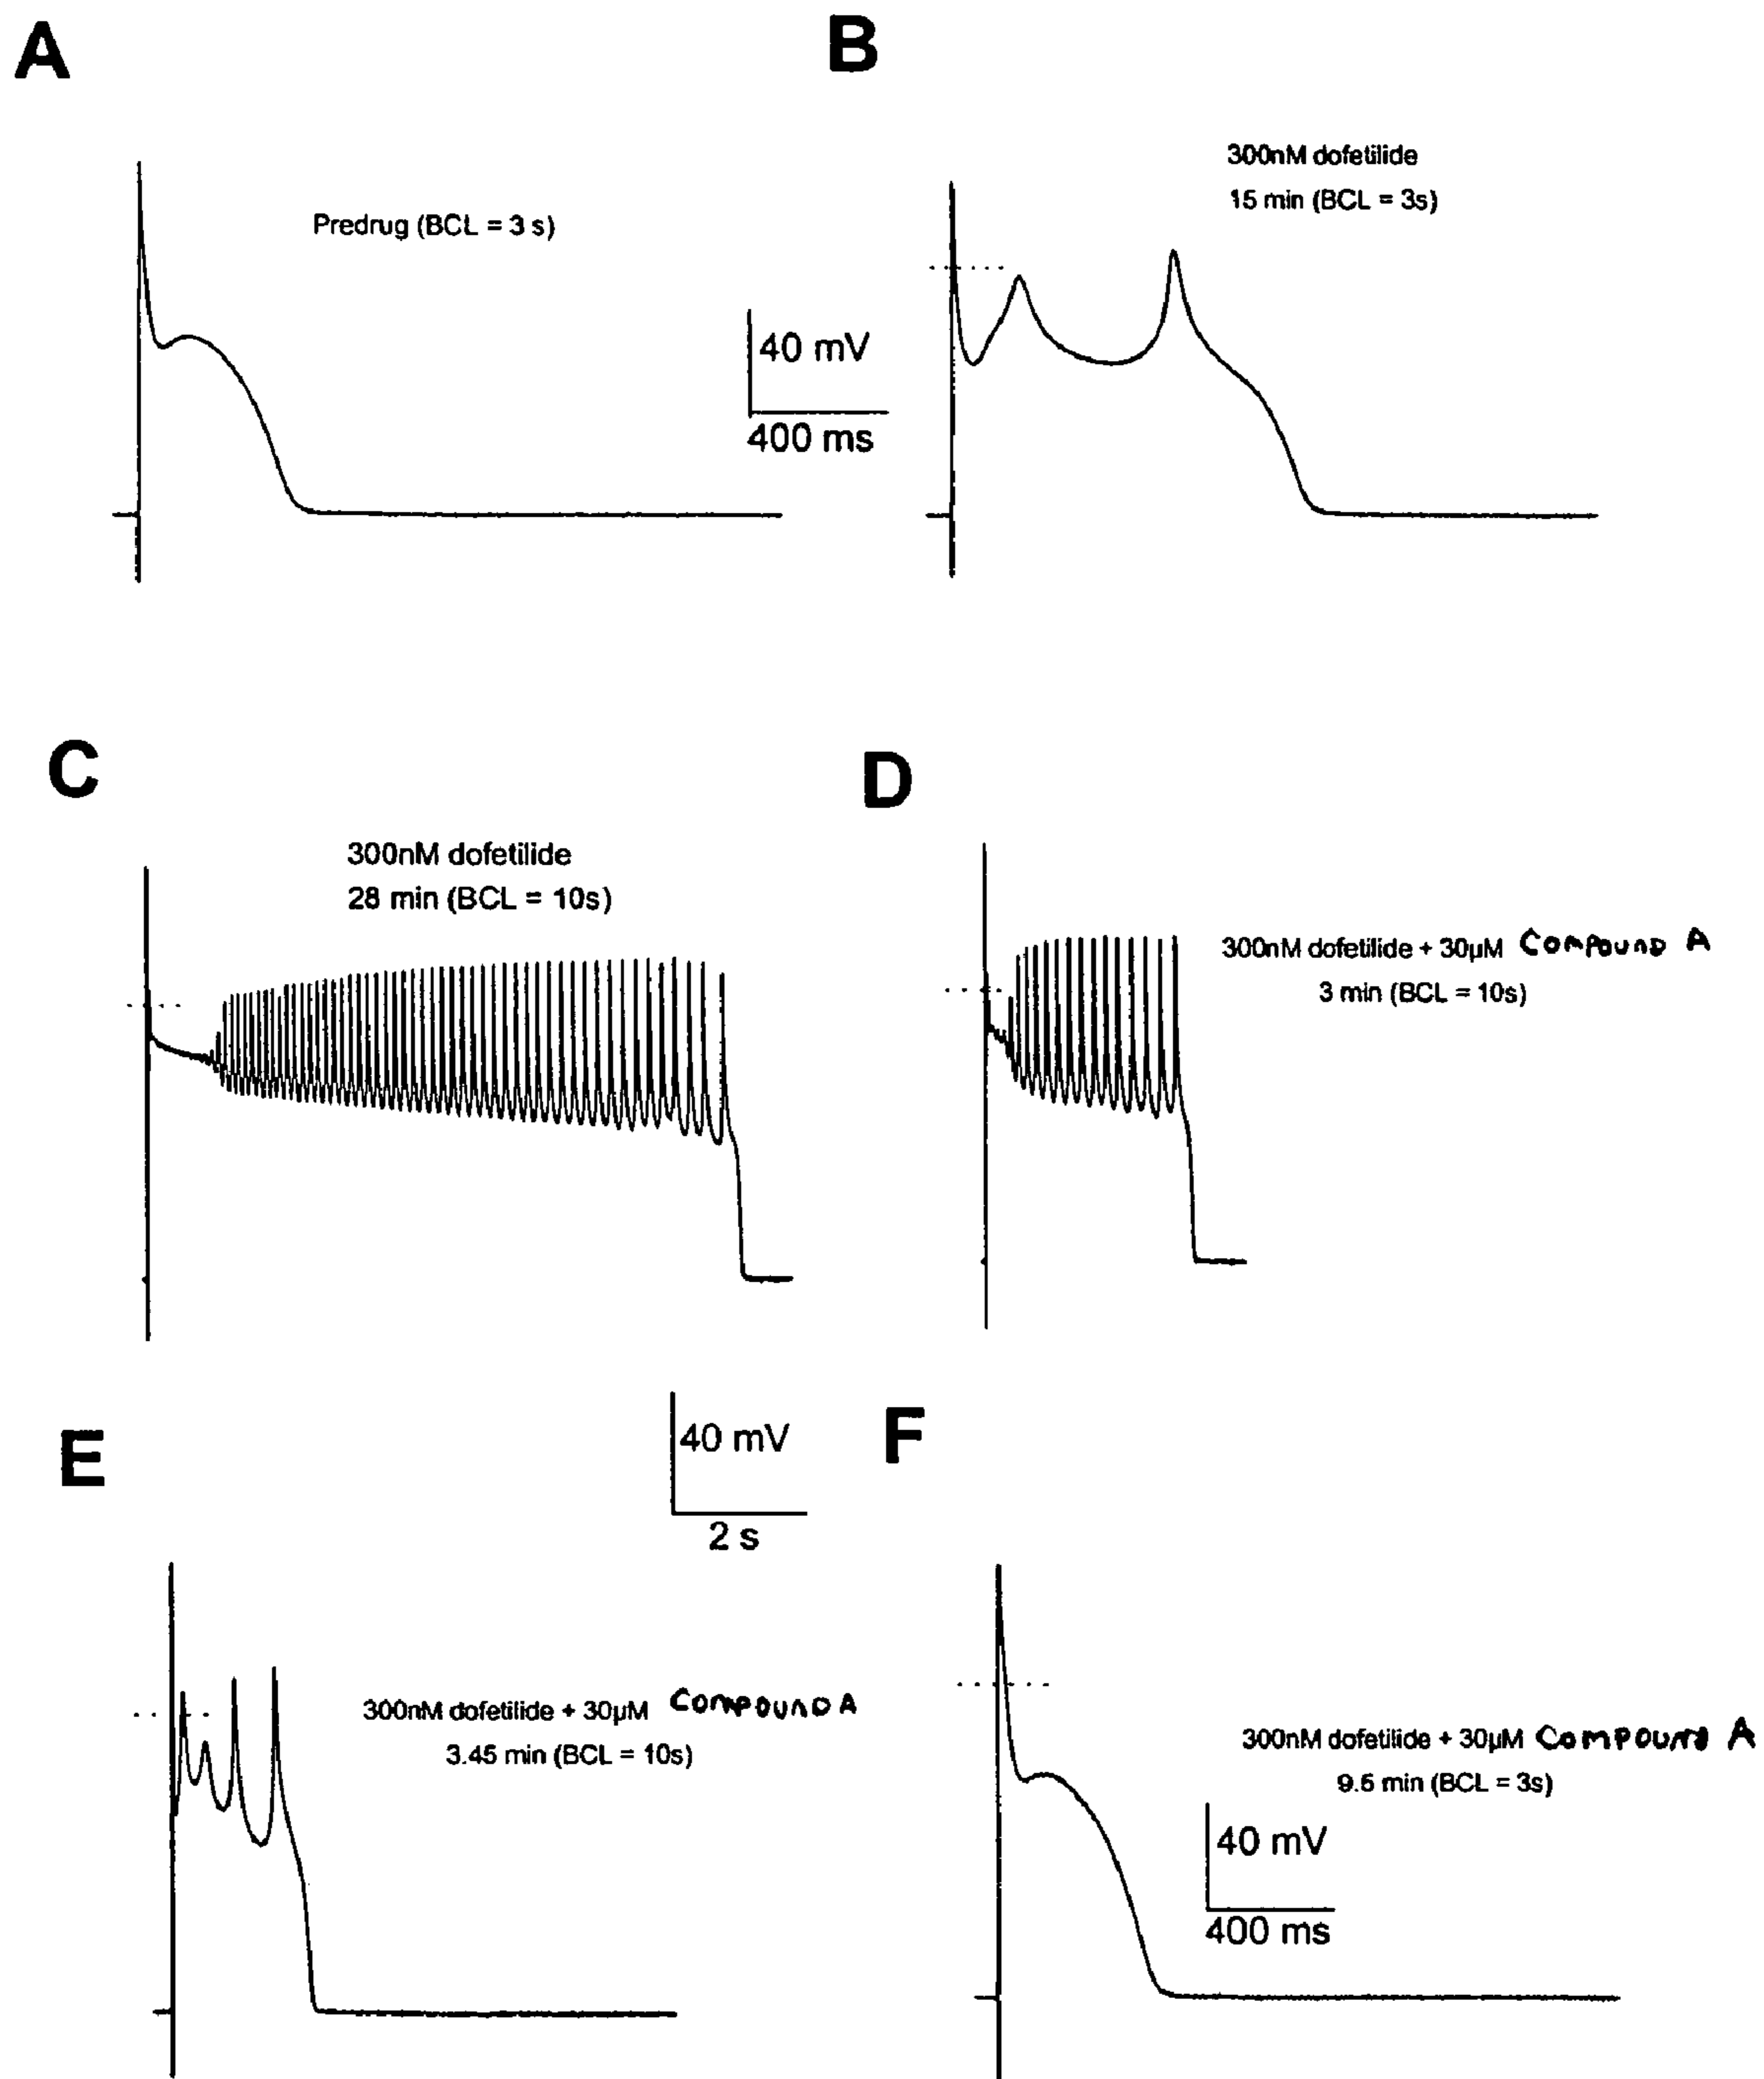 A
B
Predrug (BCL = 3 s)
300nM dofetilide
15 min (BCL = 3s)
40 mV
400 ms
C
D
300nM dofetilide
28 min (BCL = 10s)
300nM dofetilide + 30µM Compound A
3 min (BCL = 10s)
E
40 mV
2 s
F
300nM dofetilide + 30µM Compound A
3.45 min (BCL = 10s)
300nM dofetilide + 30µM Compound A
9.5 min (BCL = 3s)
40 mV
400 ms